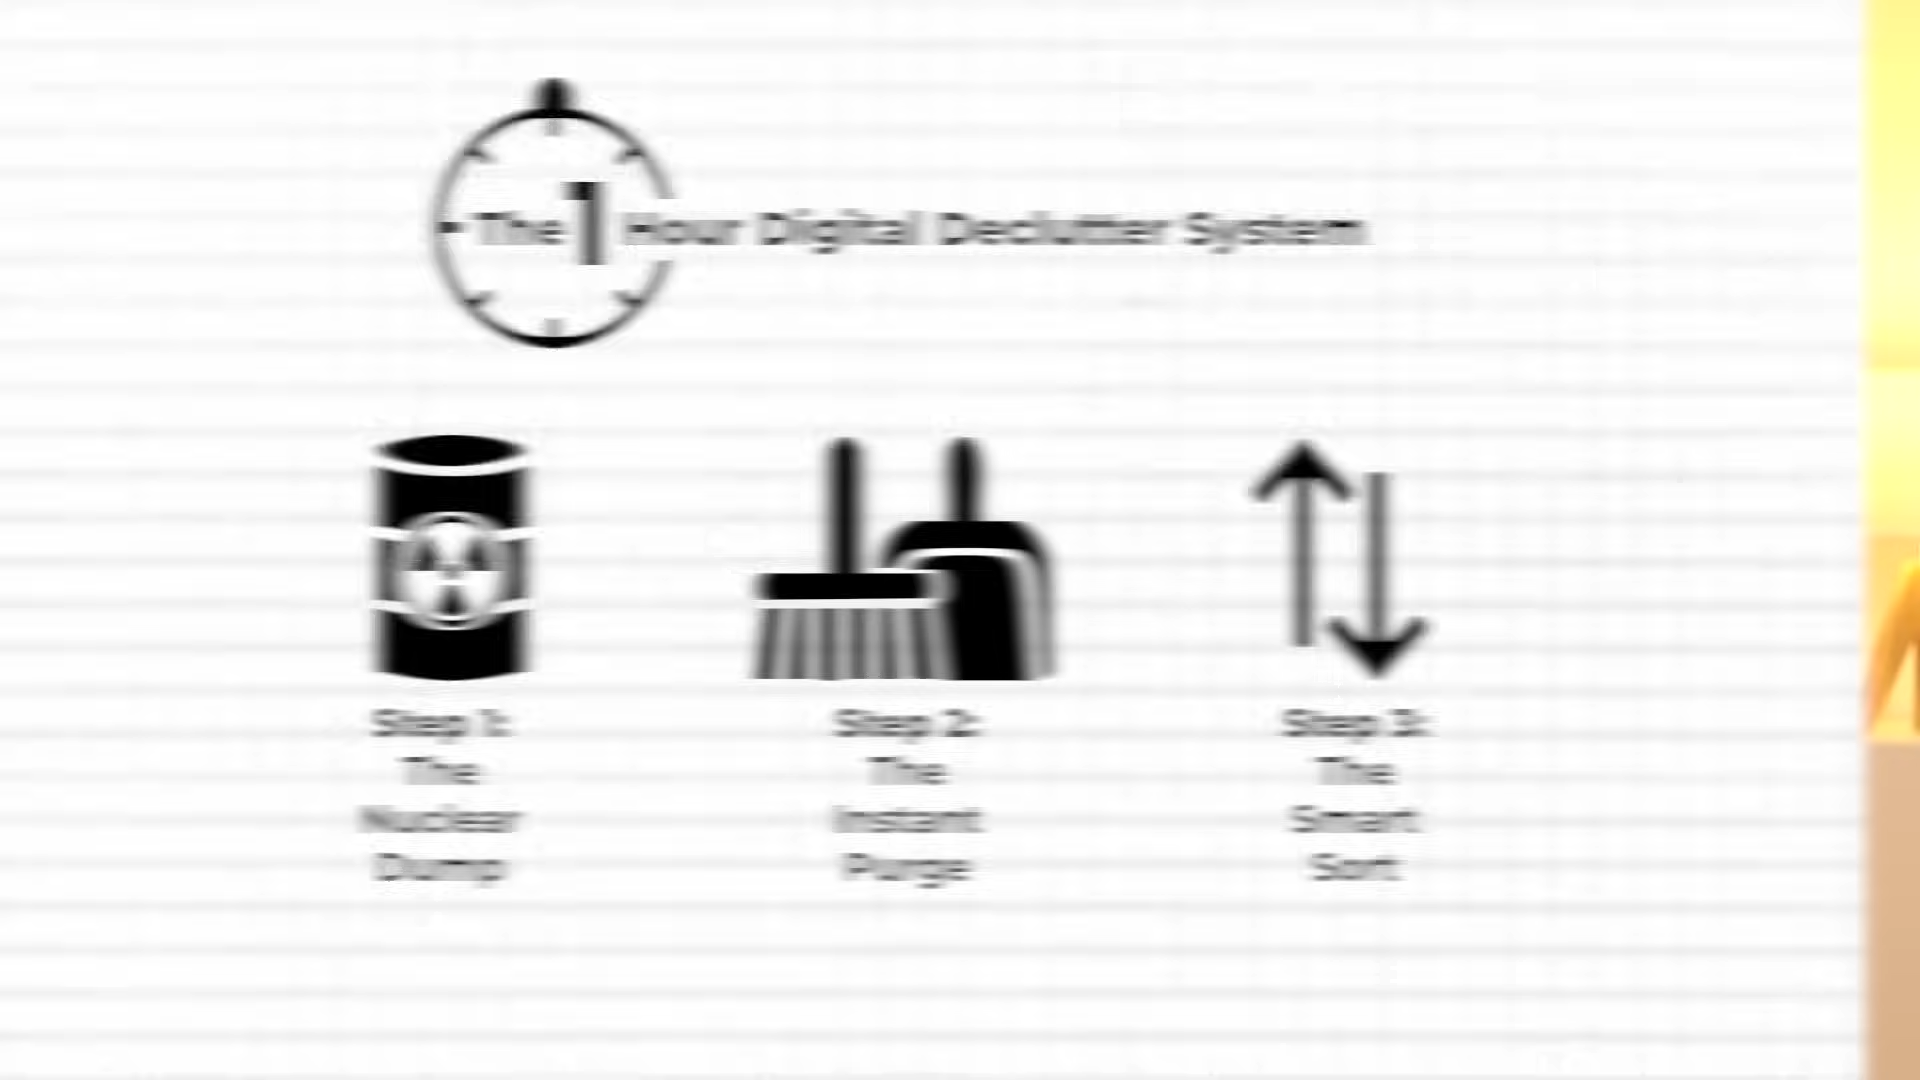 The 1 Hour Digital Declutter System
Step 1:
The
Nuclear
Dump
Step 2:
The
Instant
Purge
Step 3:
The
Smart
Sort